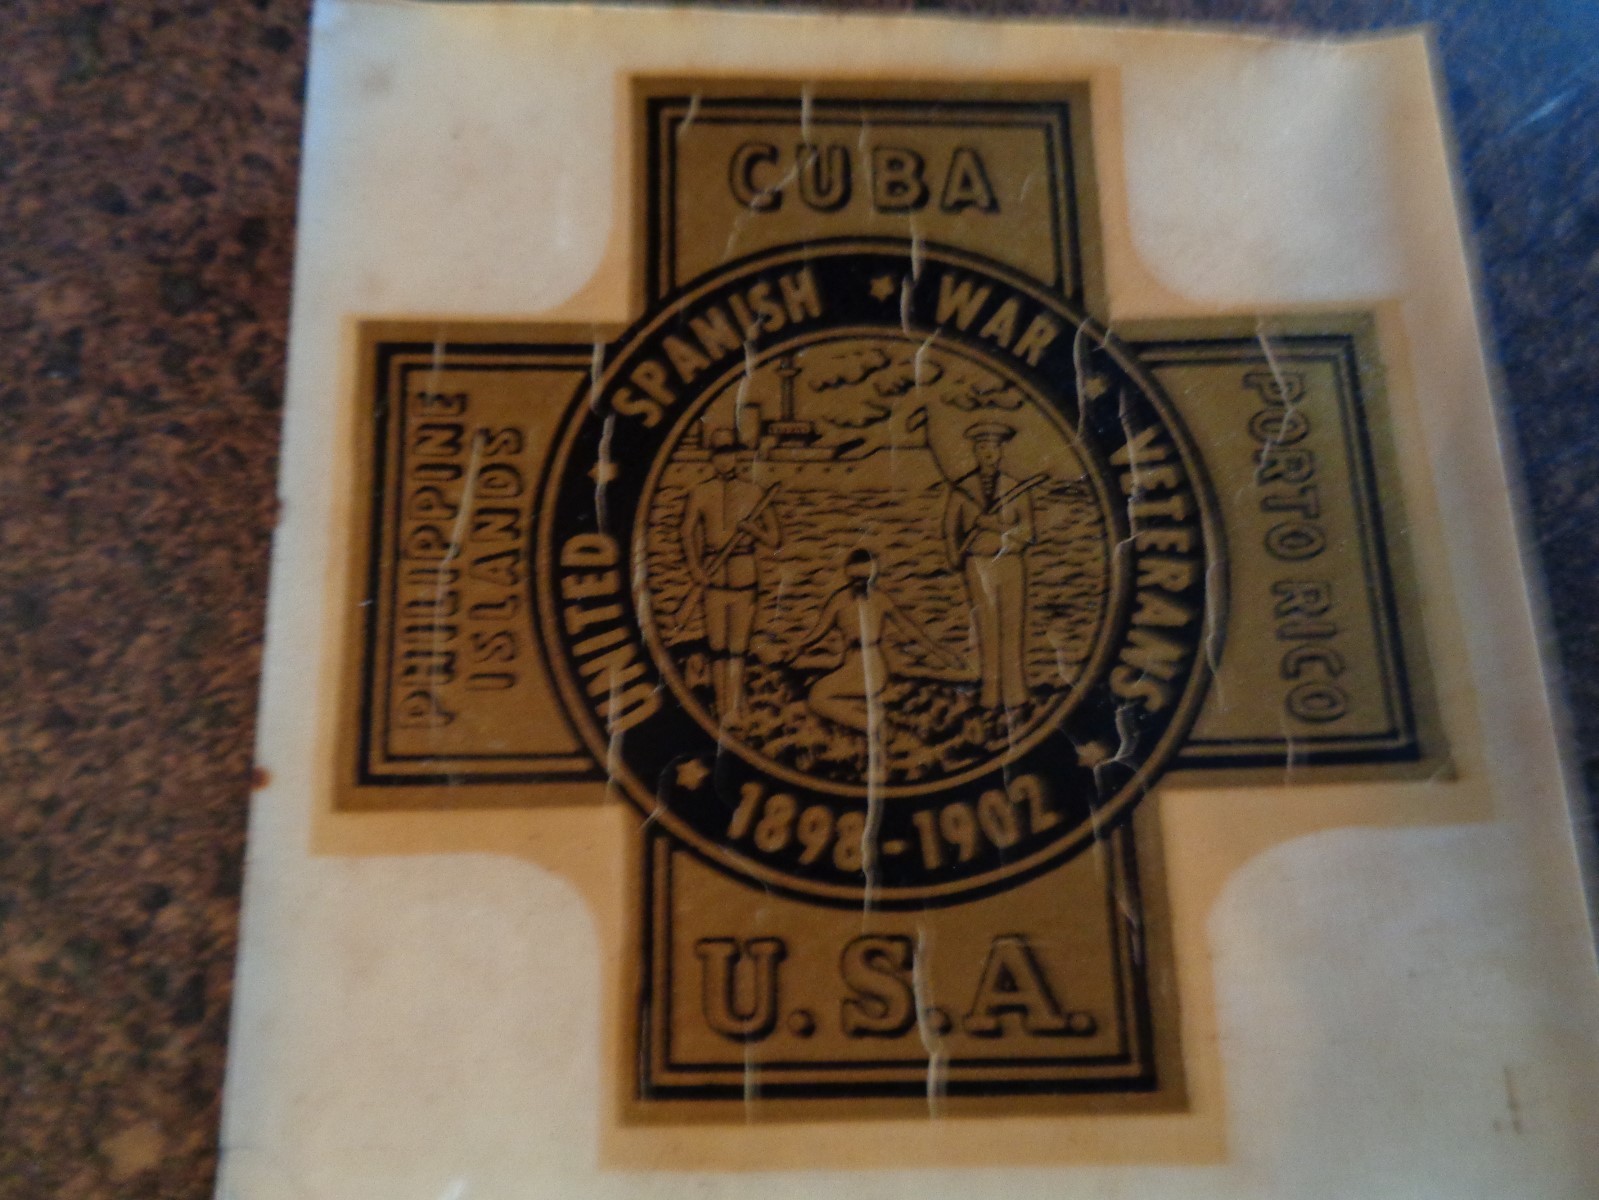 CUBA
UNITED ★ SPANISH ★ WAR ★ VETERANS
★ 1898-1902 ★
PHILIPPINE
ISLANDS
PORTO RICO
U.S.A.